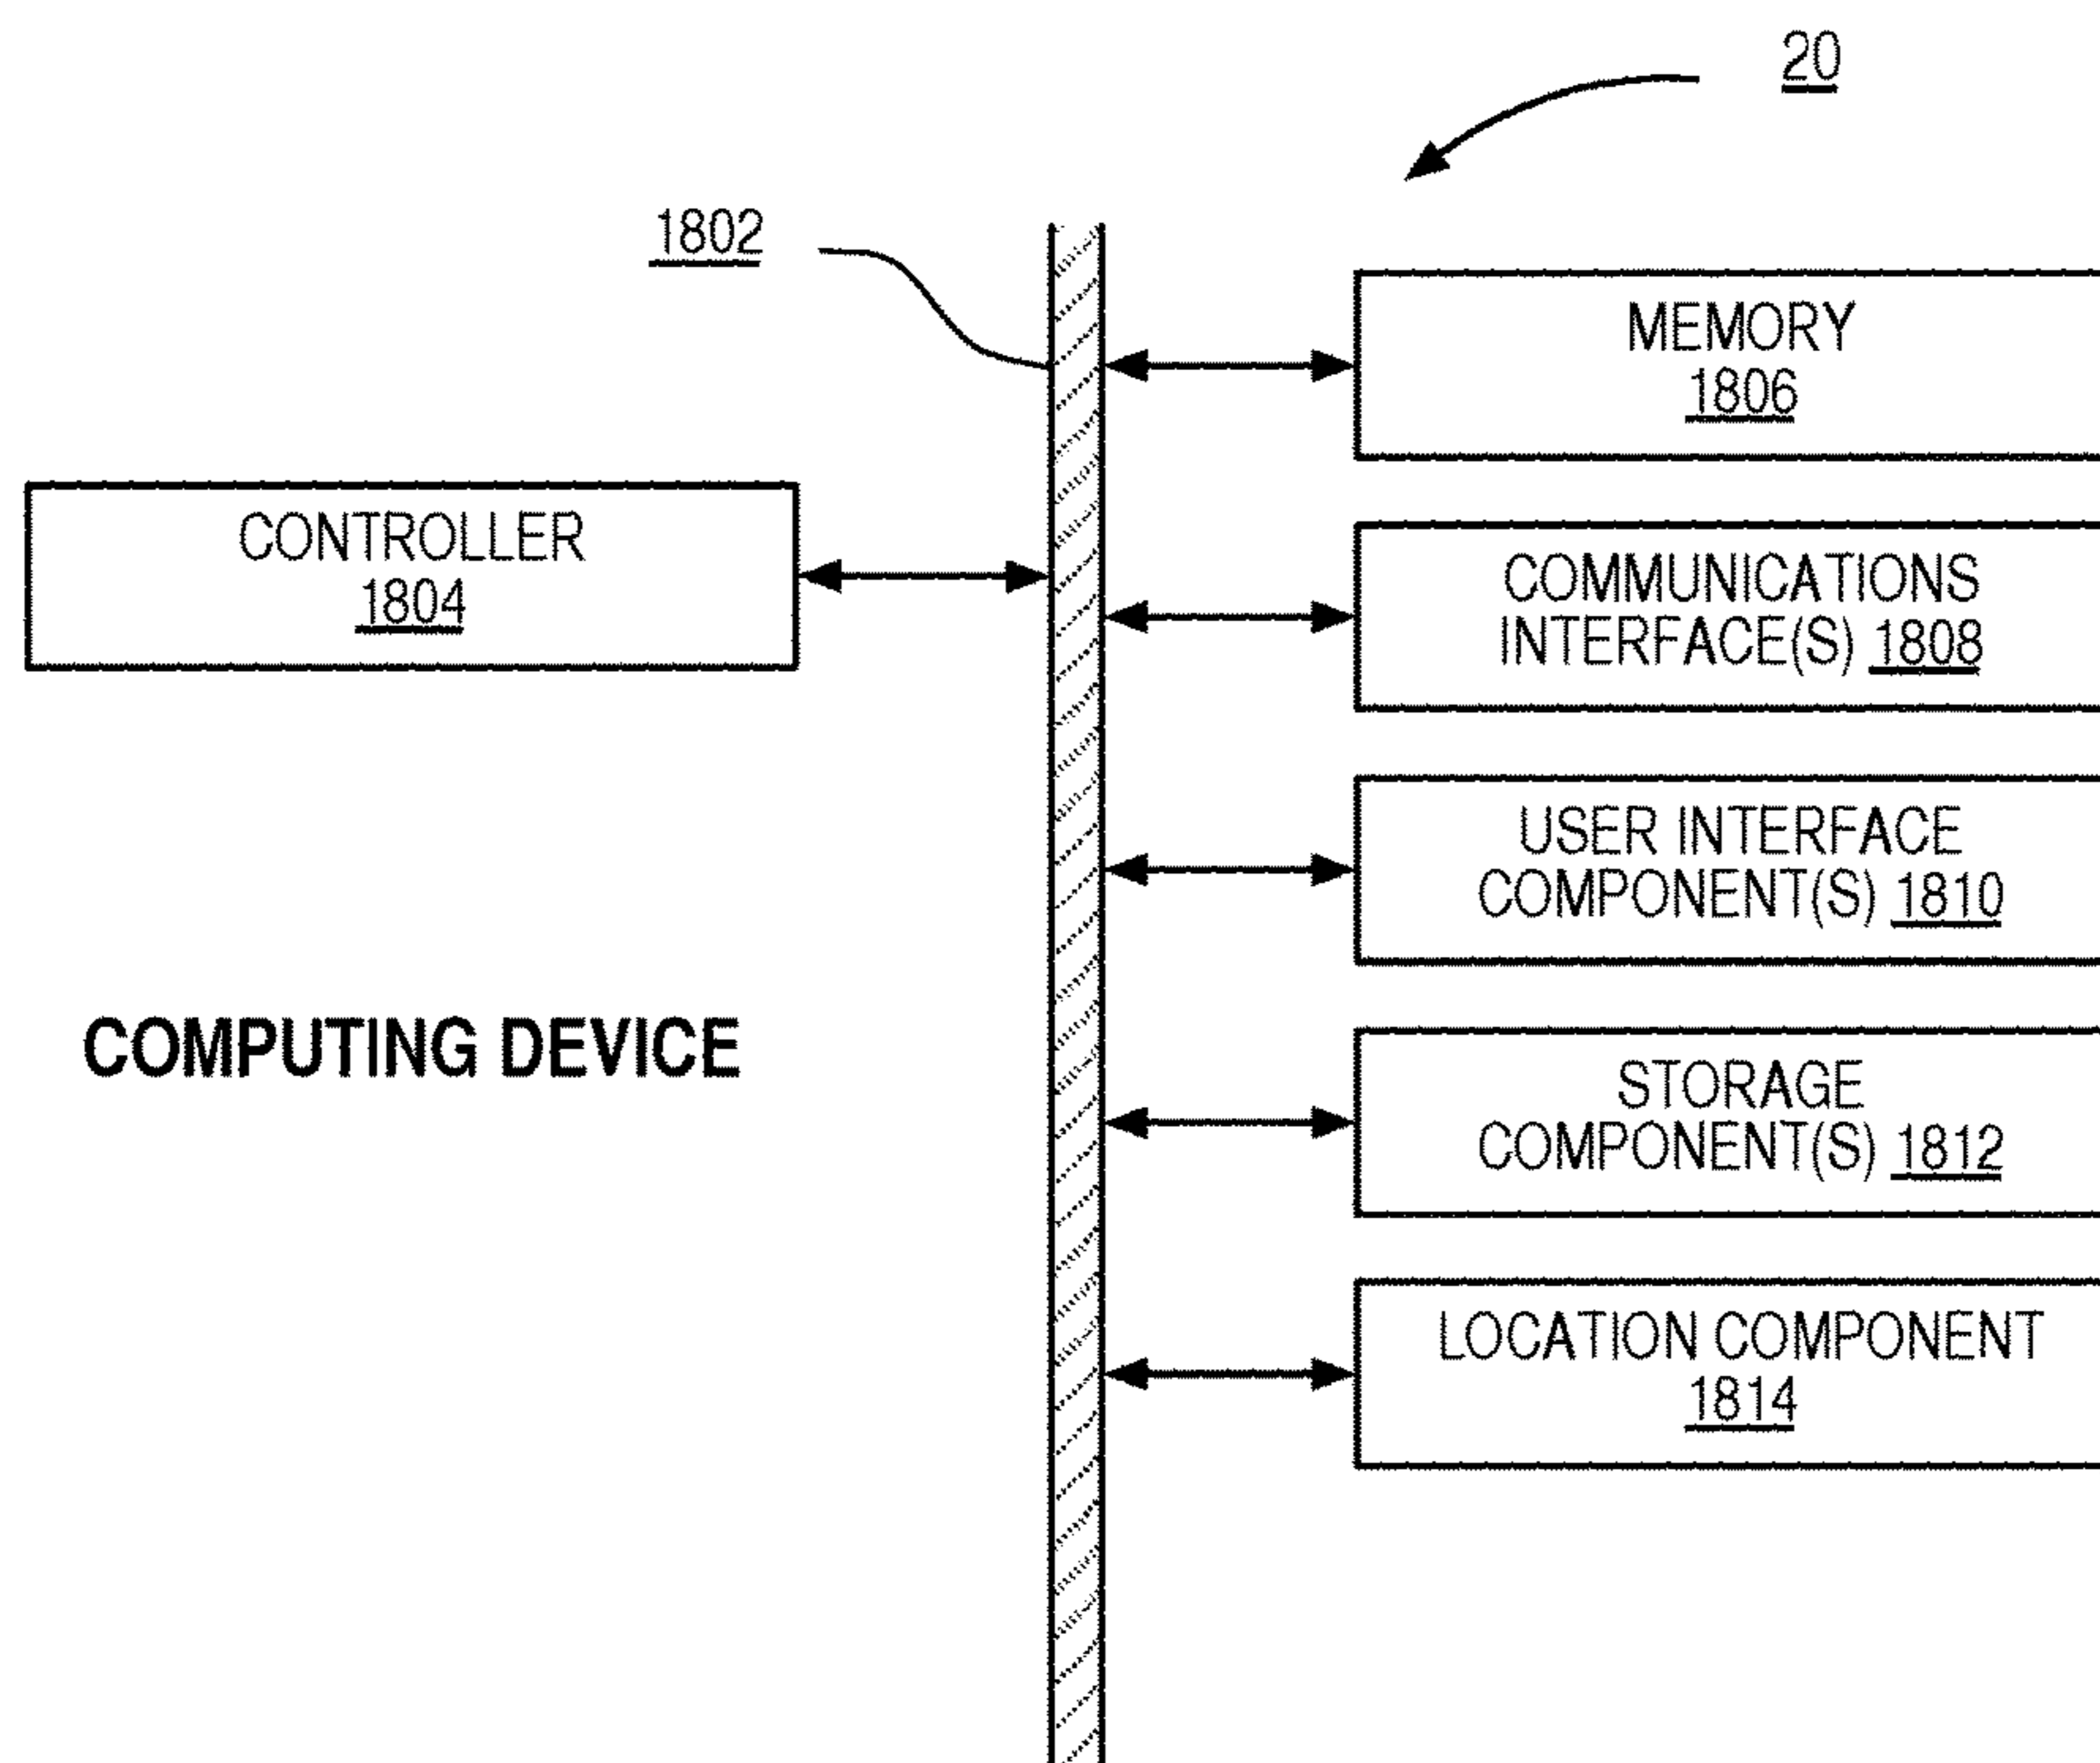 20
1802
MEMORY
1806
CONTROLLER
1804
COMMUNICATIONS
INTERFACE(S) 1808
USER INTERFACE
COMPONENT(S) 1810
COMPUTING DEVICE
STORAGE
COMPONENT(S) 1812
LOCATION COMPONENT
1814